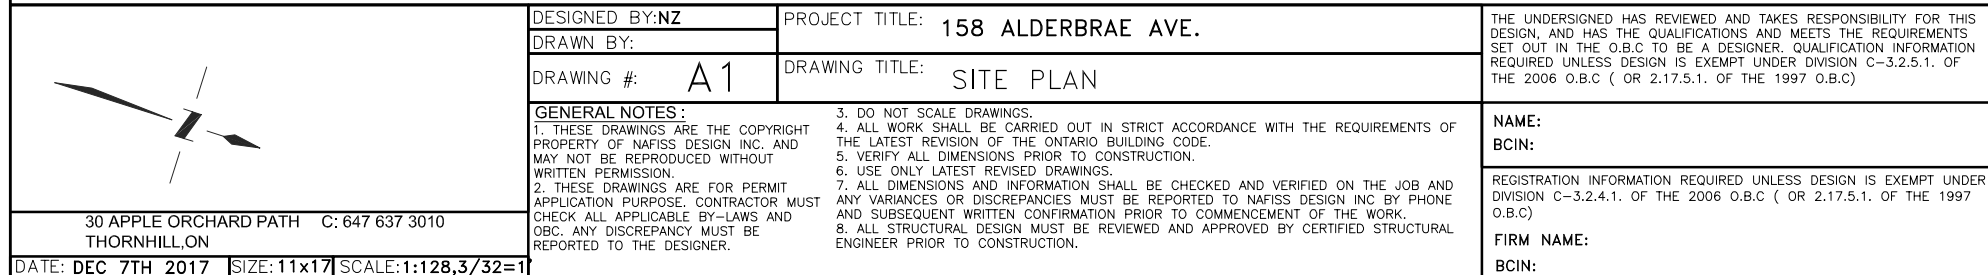 30 APPLE ORCHARD PATH C: 647 637 3010
THORNHILL,ON
DATE: DEC 7TH 2017 SIZE: 11x17 SCALE:1:128,3/32=1'
DESIGNED BY:NZ
DRAWN BY:
DRAWING #: A1
PROJECT TITLE: 158 ALDERBRAE AVE.
DRAWING TITLE: SITE PLAN
GENERAL NOTES :
1. THESE DRAWINGS ARE THE COPYRIGHT
PROPERTY OF NAFISS DESIGN INC. AND
MAY NOT BE REPRODUCED WITHOUT
WRITTEN PERMISSION.
2. THESE DRAWINGS ARE FOR PERMIT
APPLICATION PURPOSE. CONTRACTOR MUST
CHECK ALL APPLICABLE BY-LAWS AND
OBC. ANY DISCREPANCY MUST BE
REPORTED TO THE DESIGNER.
3. DO NOT SCALE DRAWINGS.
4. ALL WORK SHALL BE CARRIED OUT IN STRICT ACCORDANCE WITH THE REQUIREMENTS OF
THE LATEST REVISION OF THE ONTARIO BUILDING CODE.
5. VERIFY ALL DIMENSIONS PRIOR TO CONSTRUCTION.
6. USE ONLY LATEST REVISED DRAWINGS.
7. ALL DIMENSIONS AND INFORMATION SHALL BE CHECKED AND VERIFIED ON THE JOB AND
ANY VARIANCES OR DISCREPANCIES MUST BE REPORTED TO NAFISS DESIGN INC BY PHONE
AND SUBSEQUENT WRITTEN CONFIRMATION PRIOR TO COMMENCEMENT OF THE WORK.
8. ALL STRUCTURAL DESIGN MUST BE REVIEWED AND APPROVED BY CERTIFIED STRUCTURAL
ENGINEER PRIOR TO CONSTRUCTION.
THE UNDERSIGNED HAS REVIEWED AND TAKES RESPONSIBILITY FOR THIS
DESIGN, AND HAS THE QUALIFICATIONS AND MEETS THE REQUIREMENTS
SET OUT IN THE O.B.C TO BE A DESIGNER. QUALIFICATION INFORMATION
REQUIRED UNLESS DESIGN IS EXEMPT UNDER DIVISION C-3.2.5.1. OF
THE 2006 O.B.C ( OR 2.17.5.1. OF THE 1997 O.B.C)
NAME:
BCIN:
REGISTRATION INFORMATION REQUIRED UNLESS DESIGN IS EXEMPT UNDER
DIVISION C-3.2.4.1. OF THE 2006 O.B.C ( OR 2.17.5.1. OF THE 1997
O.B.C)
FIRM NAME:
BCIN: